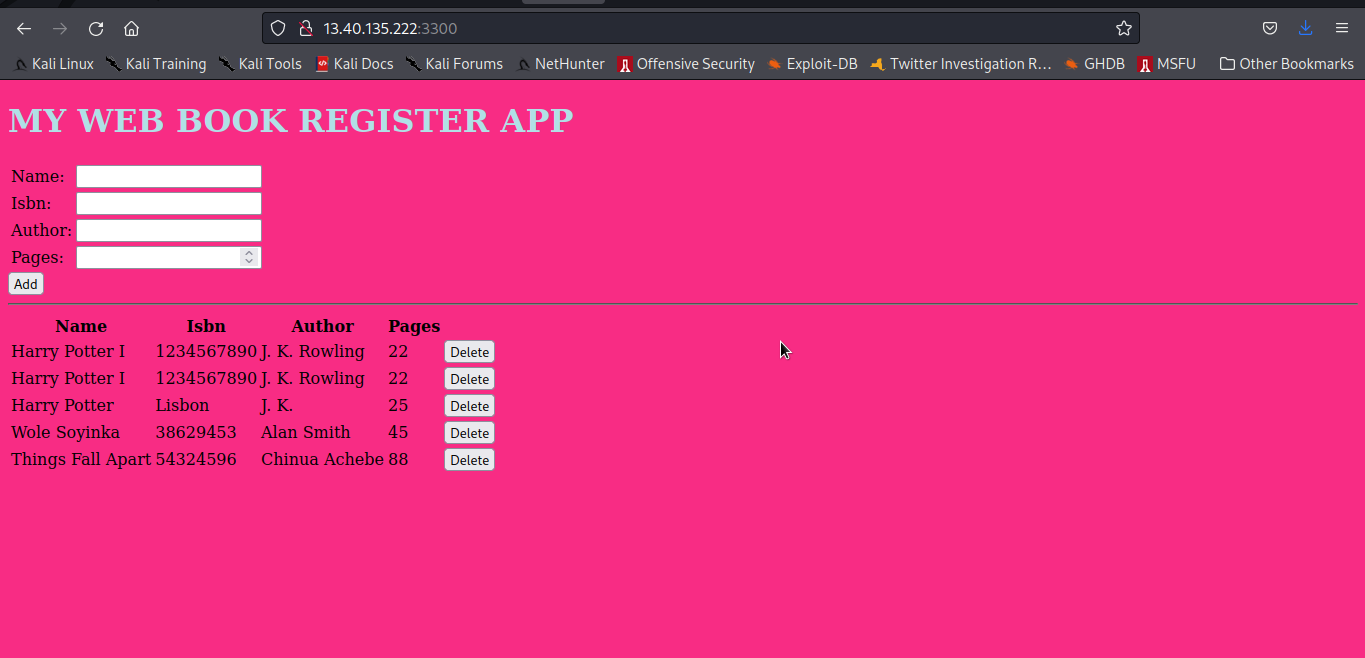 13.40.135.222:3300
Kali Linux Kali Training Kali Tools Kali Docs Kali Forums NetHunter Offensive Security Exploit-DB Twitter Investigation R... GHDB MSFU Other Bookmarks
MY WEB BOOK REGISTER APP
Name:
Isbn:
Author:
Pages:
Add
Name Isbn Author Pages
Harry Potter I 1234567890 J. K. Rowling 22 Delete
Harry Potter I 1234567890 J. K. Rowling 22 Delete
Harry Potter Lisbon J. K. 25 Delete
Wole Soyinka 38629453 Alan Smith 45 Delete
Things Fall Apart 54324596 Chinua Achebe 88 Delete